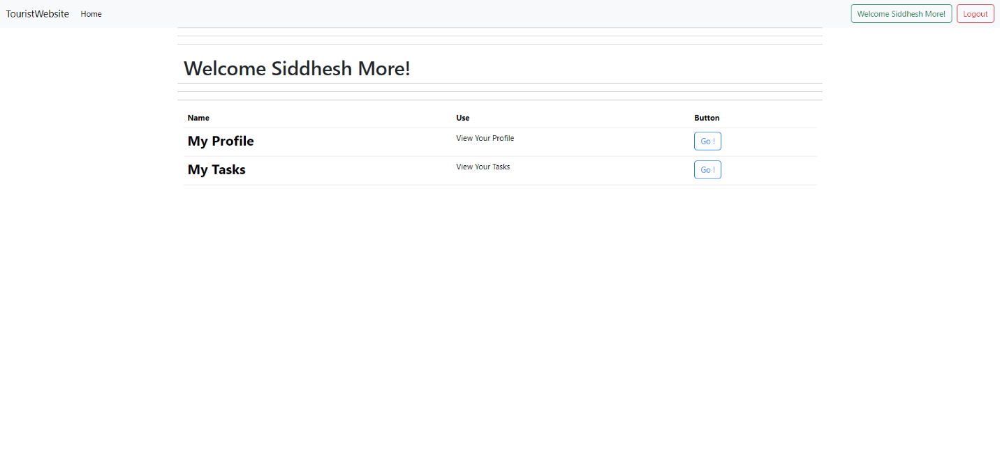 TouristWebsite Home Welcome Siddhesh More! Logout
Welcome Siddhesh More!
Name Use Button
My Profile View Your Profile Go !
My Tasks View Your Tasks Go !